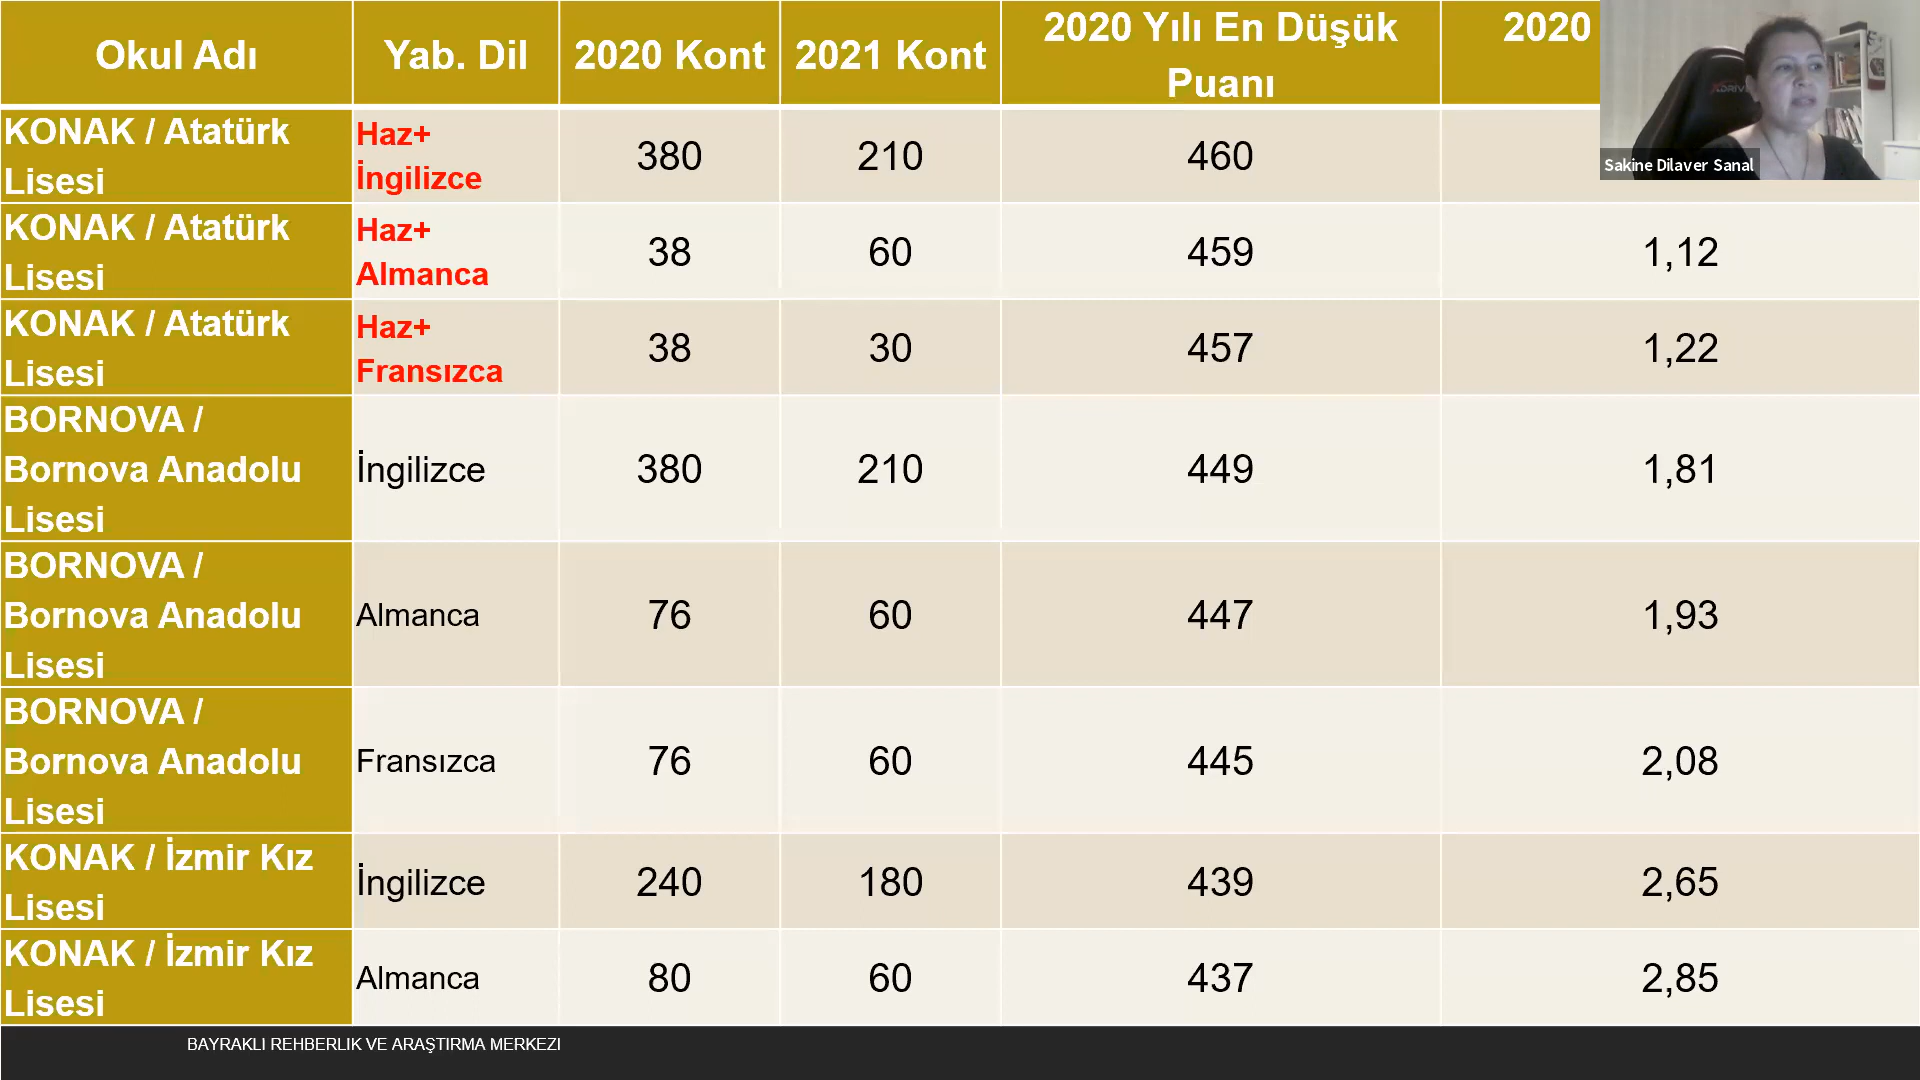 Okul Adı
Yab. Dil
2020 Kont
2021 Kont
2020 Yılı En Düşük
Puanı
2020
KONAK / Atatürk
Lisesi
Haz+
İngilizce
380
210
460
KONAK / Atatürk
Lisesi
Haz+
Almanca
38
60
459
1,12
KONAK / Atatürk
Lisesi
Haz+
Fransızca
38
30
457
1,22
BORNOVA /
Bornova Anadolu
Lisesi
İngilizce
380
210
449
1,81
BORNOVA /
Bornova Anadolu
Lisesi
Almanca
76
60
447
1,93
BORNOVA /
Bornova Anadolu
Lisesi
Fransızca
76
60
445
2,08
KONAK / İzmir Kız
Lisesi
İngilizce
240
180
439
2,65
KONAK / İzmir Kız
Lisesi
Almanca
80
60
437
2,85
Sakine Dilaver Sanal
BAYRAKLI REHBERLIK VE ARAŞTIRMA MERKEZI